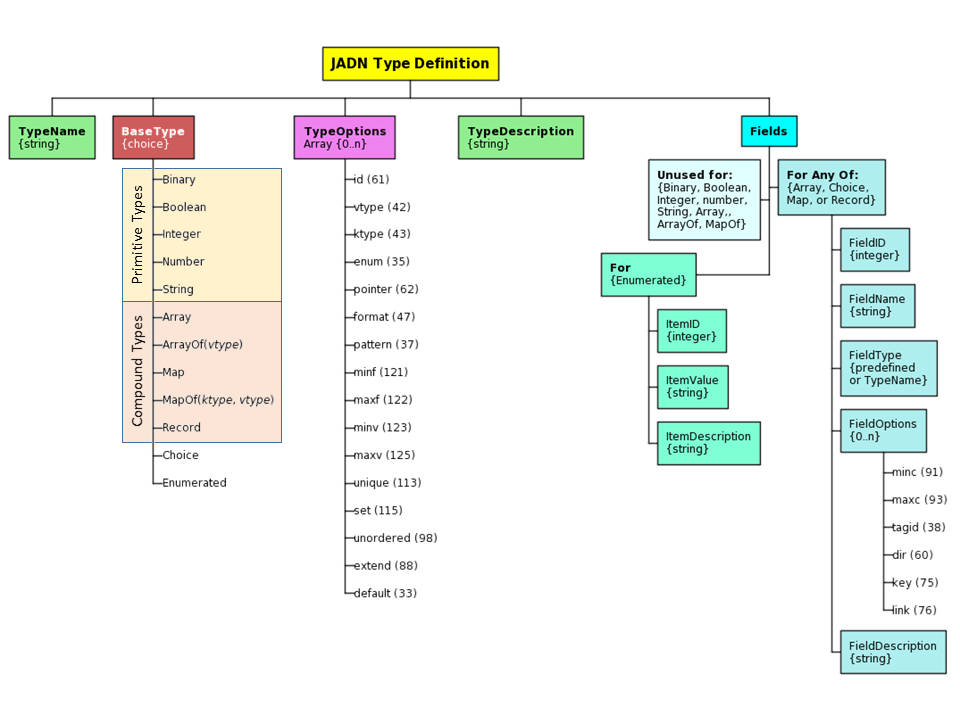 JADN Type Definition
TypeName
{string}
BaseType
{choice}
TypeOptions
Array {0..n}
TypeDescription
{string}
Fields
Primitive Types
Binary
Boolean
Integer
Number
String
Compound Types
Array
ArrayOf(vtype)
Map
MapOf(ktype, vtype)
Record
Choice
Enumerated
id (61)
vtype (42)
ktype (43)
enum (35)
pointer (62)
format (47)
pattern (37)
minf (121)
maxf (122)
minv (123)
maxv (125)
unique (113)
set (115)
unordered (98)
extend (88)
default (33)
Unused for:
{Binary, Boolean,
Integer, number,
String, Array,,
ArrayOf, MapOf}
For
{Enumerated}
ItemID
{integer}
ItemValue
{string}
ItemDescription
{string}
For Any Of:
{Array, Choice,
Map, or Record}
FieldID
{integer}
FieldName
{string}
FieldType
{predefined
or TypeName}
FieldOptions
{0..n}
minc (91)
maxc (93)
tagid (38)
dir (60)
key (75)
link (76)
FieldDescription
{string}